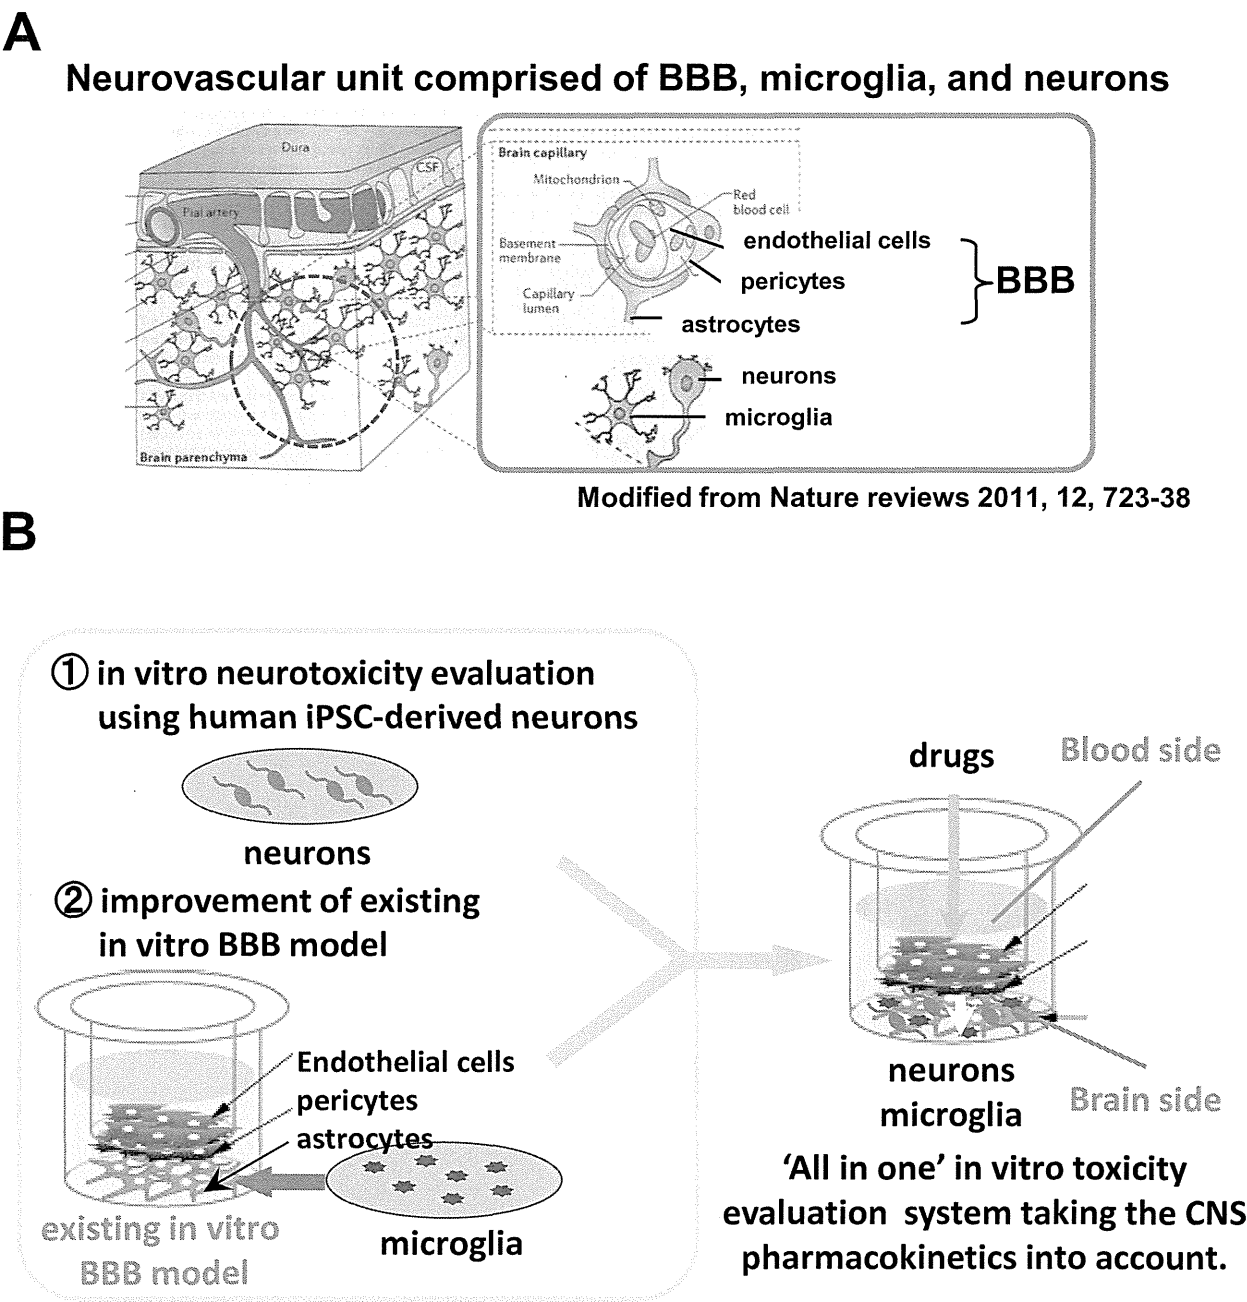 A
Neurovascular unit comprised of BBB, microglia, and neurons
Dura
CSF
Pial artery
Brain parenchyma
Brain capillary
Mitochondrion
Red
blood cell
Basement
membrane
Capillary
lumen
endothelial cells
pericytes
astrocytes
BBB
neurons
microglia
Modified from Nature reviews 2011, 12, 723-38
B
① in vitro neurotoxicity evaluation
using human iPSC-derived neurons
neurons
② improvement of existing
in vitro BBB model
Endothelial cells
pericytes
astrocytes
existing in vitro
BBB model
microglia
drugs
Blood side
neurons
microglia
Brain side
‘All in one’ in vitro toxicity
evaluation system taking the CNS
pharmacokinetics into account.